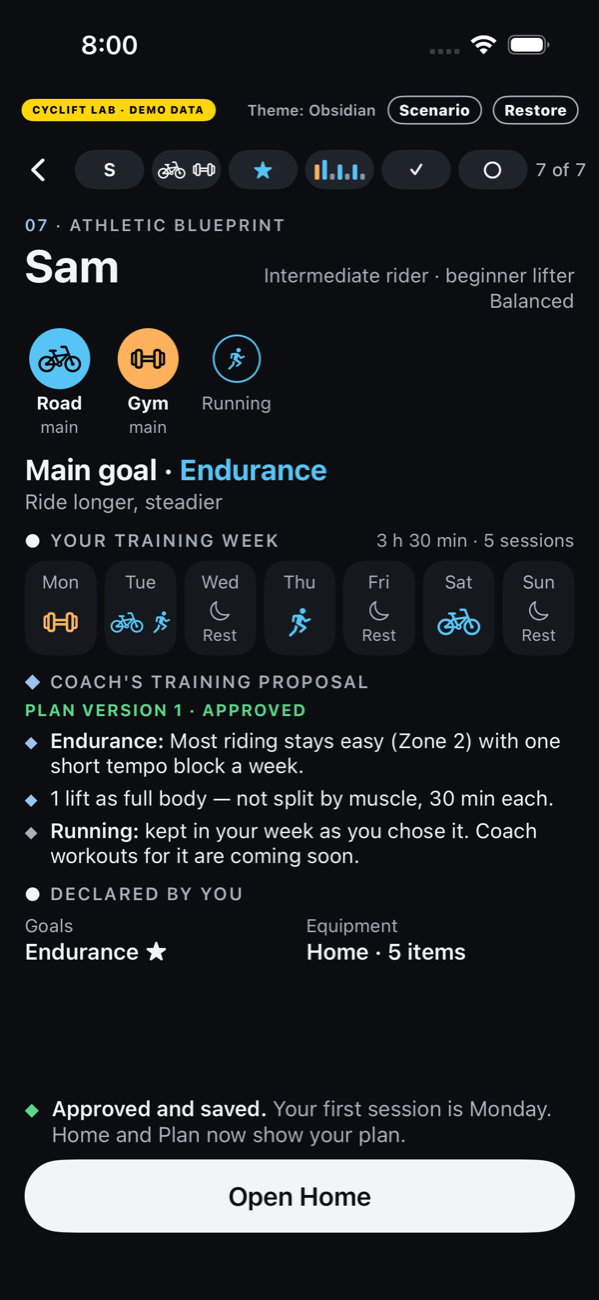 8:00
CYCLIFT LAB · DEMO DATA
Theme: Obsidian
Scenario
Restore
S
7 of 7
07 · ATHLETIC BLUEPRINT
Sam
Intermediate rider · beginner lifter
Balanced
Road
main
Gym
main
Running
Main goal · Endurance
Ride longer, steadier
YOUR TRAINING WEEK
3 h 30 min · 5 sessions
Mon
Tue
Wed
Rest
Thu
Fri
Rest
Sat
Sun
Rest
COACH'S TRAINING PROPOSAL
PLAN VERSION 1 · APPROVED
Endurance: Most riding stays easy (Zone 2) with one
short tempo block a week.
1 lift as full body — not split by muscle, 30 min each.
Running: kept in your week as you chose it. Coach
workouts for it are coming soon.
DECLARED BY YOU
Goals
Endurance ★
Equipment
Home · 5 items
Approved and saved. Your first session is Monday.
Home and Plan now show your plan.
Open Home